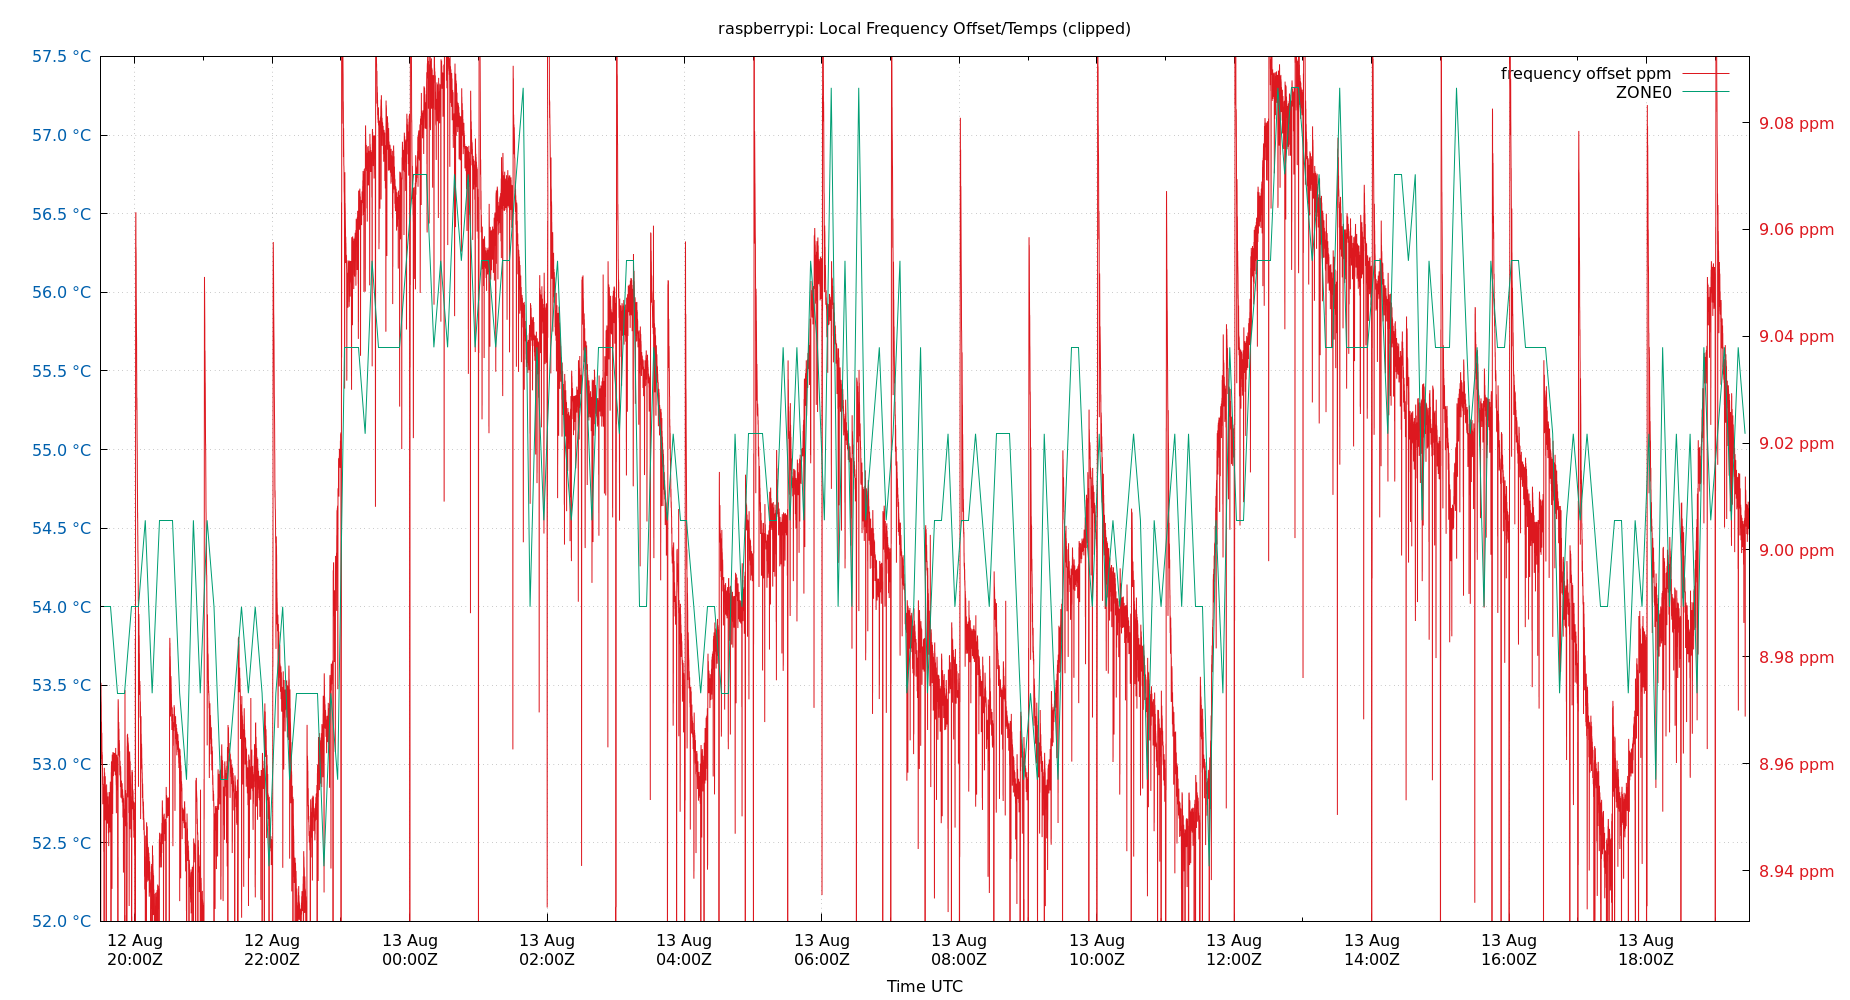 raspberrypi: Local Frequency Offset/Temps (clipped)
frequency offset ppm
ZONE0
57.5 °C
57.0 °C
56.5 °C
56.0 °C
55.5 °C
55.0 °C
54.5 °C
54.0 °C
53.5 °C
53.0 °C
52.5 °C
52.0 °C
9.08 ppm
9.06 ppm
9.04 ppm
9.02 ppm
9.00 ppm
8.98 ppm
8.96 ppm
8.94 ppm
12 Aug 12 Aug 13 Aug 13 Aug 13 Aug 13 Aug 13 Aug 13 Aug 13 Aug 13 Aug 13 Aug 13 Aug
20:00Z 22:00Z 00:00Z 02:00Z 04:00Z 06:00Z 08:00Z 10:00Z 12:00Z 14:00Z 16:00Z 18:00Z
Time UTC